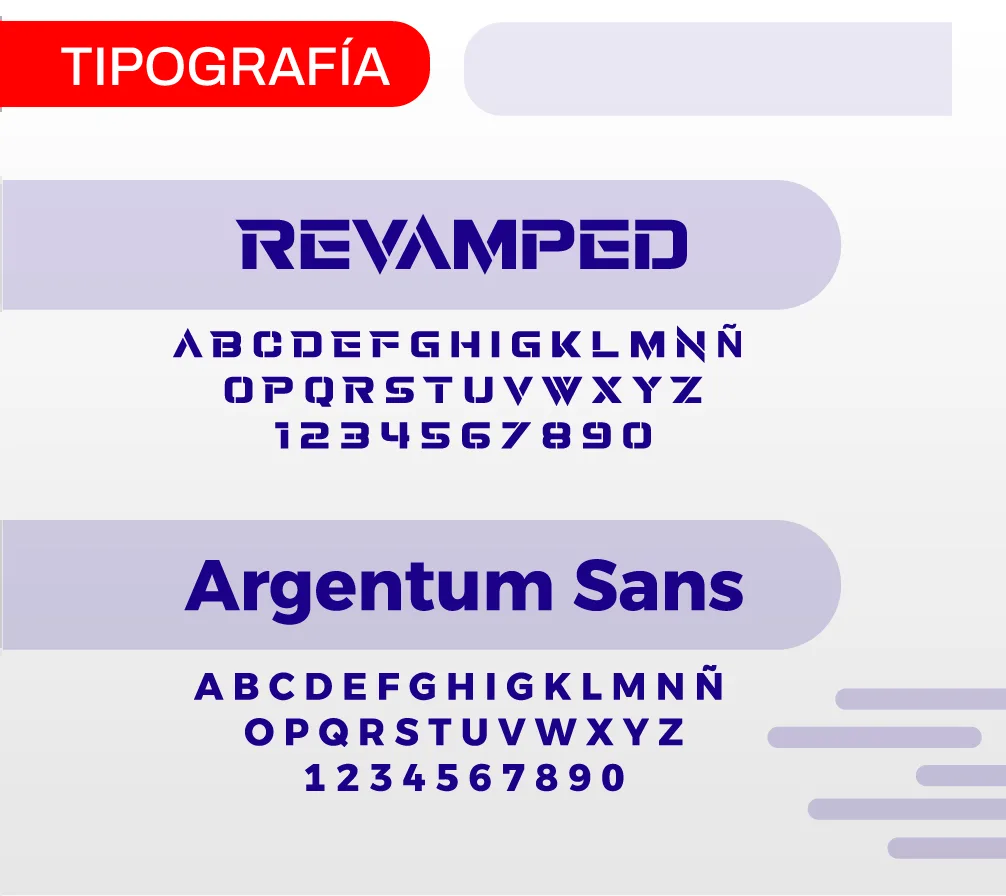 TIPOGRAFÍA
REVAMPED
A B C D E F G H I G K L M N Ñ
O P Q R S T U V W X Y Z
1 2 3 4 5 6 7 8 9 0
Argentum Sans
A B C D E F G H I G K L M N Ñ
O P Q R S T U V W X Y Z
1 2 3 4 5 6 7 8 9 0